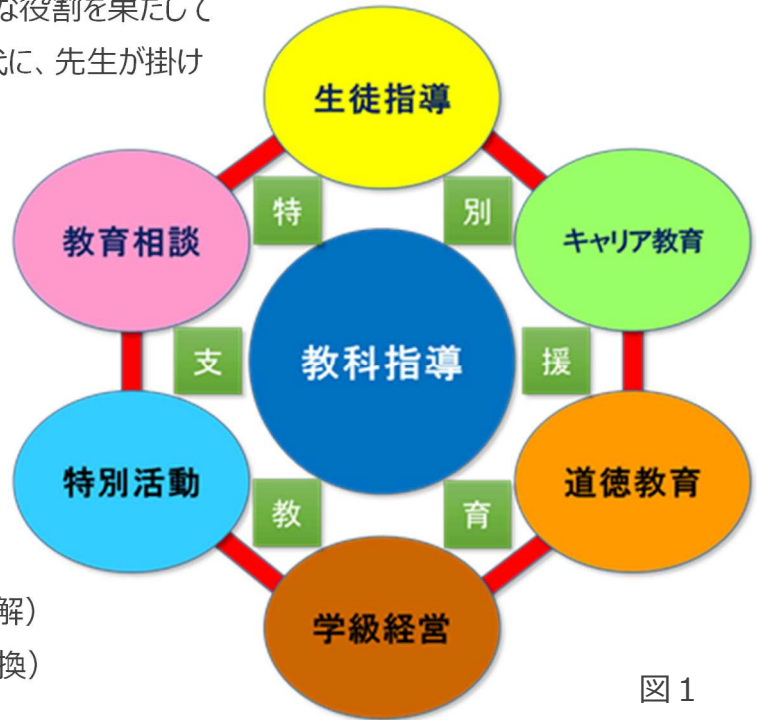 な役割を果たして
代に、先生が掛け
生徒指導
特
別
教育相談
キャリア教育
支
教科指導
援
特別活動
道徳教育
教
育
学級経営
解）
換）
図１